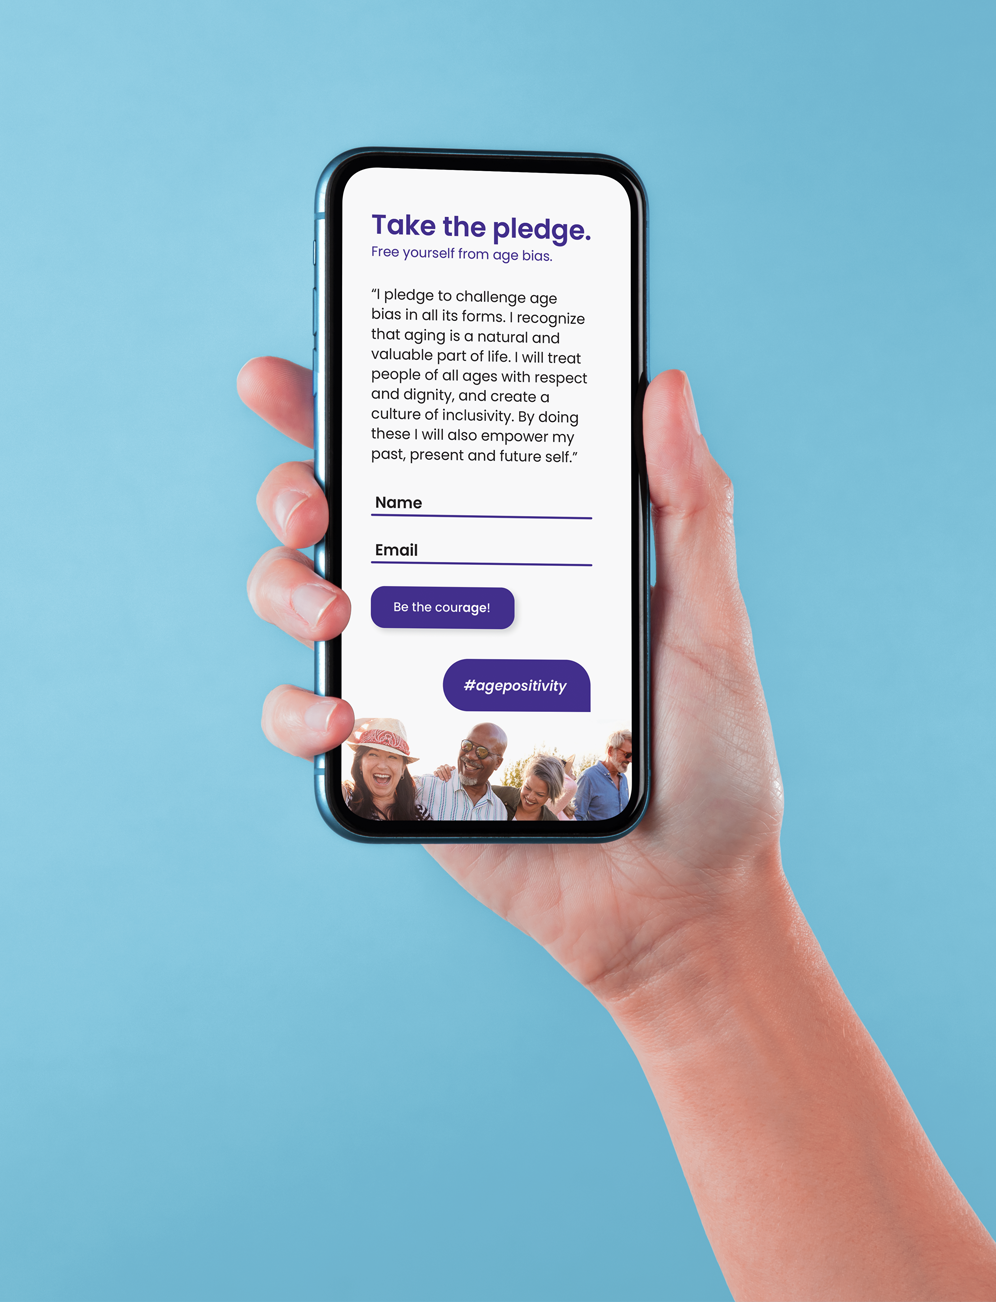 Take the pledge.
Free yourself from age bias.
“I pledge to challenge age
bias in all its forms. I recognize
that aging is a natural and
valuable part of life. I will treat
people of all ages with respect
and dignity, and create a
culture of inclusivity. By doing
these I will also empower my
past, present and future self.”
Name
Email
Be the courage!
#agepositivity